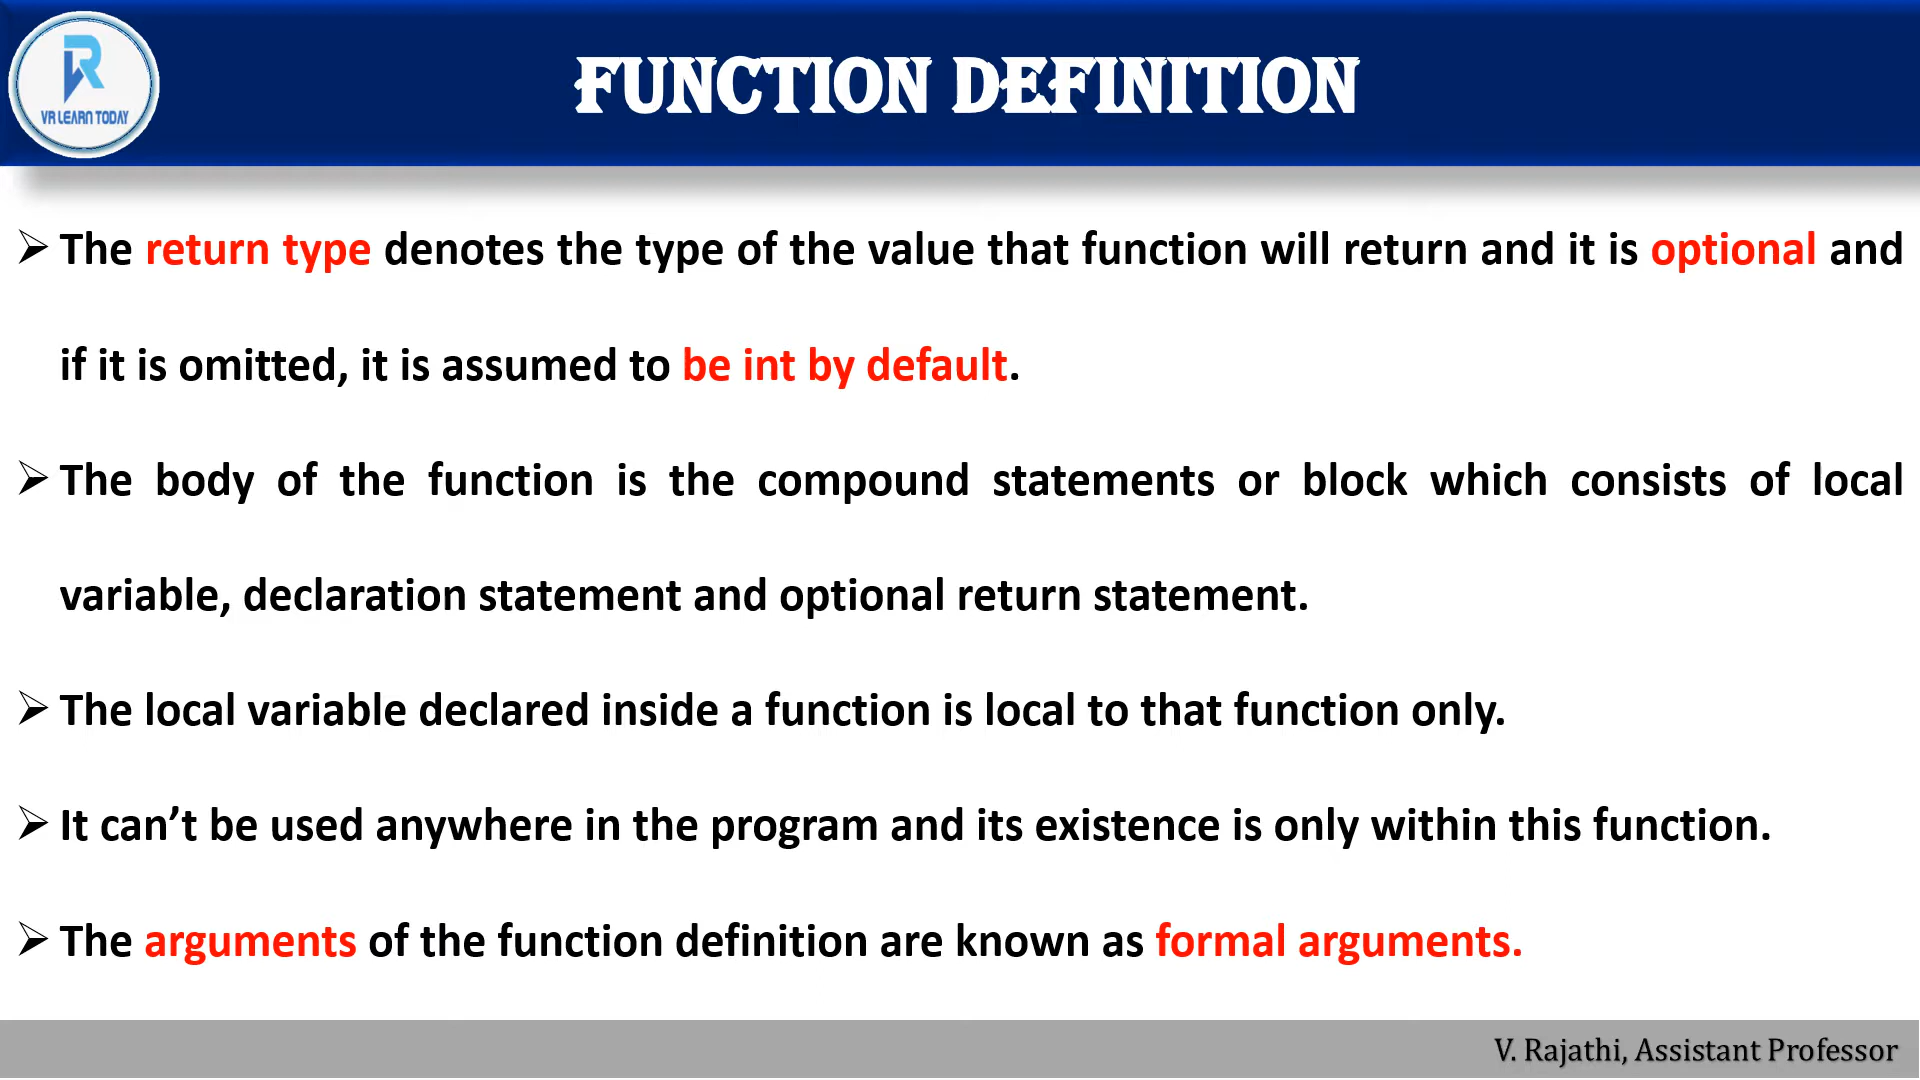 VR LEARN TODAY
FUNCTION DEFINITION
➢ The return type denotes the type of the value that function will return and it is optional and
if it is omitted, it is assumed to be int by default.
➢ The body of the function is the compound statements or block which consists of local
variable, declaration statement and optional return statement.
➢ The local variable declared inside a function is local to that function only.
➢ It can’t be used anywhere in the program and its existence is only within this function.
➢ The arguments of the function definition are known as formal arguments.
V. Rajathi, Assistant Professor